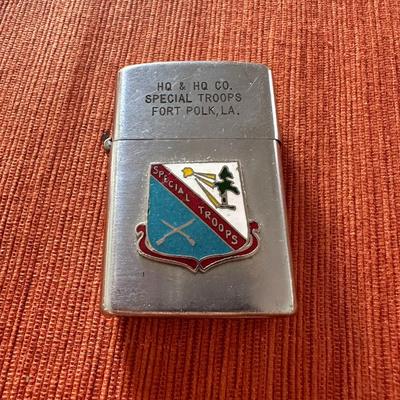 HQ & HQ CO.
SPECIAL TROOPS
FORT POLK, LA.
SPECIAL TROOPS